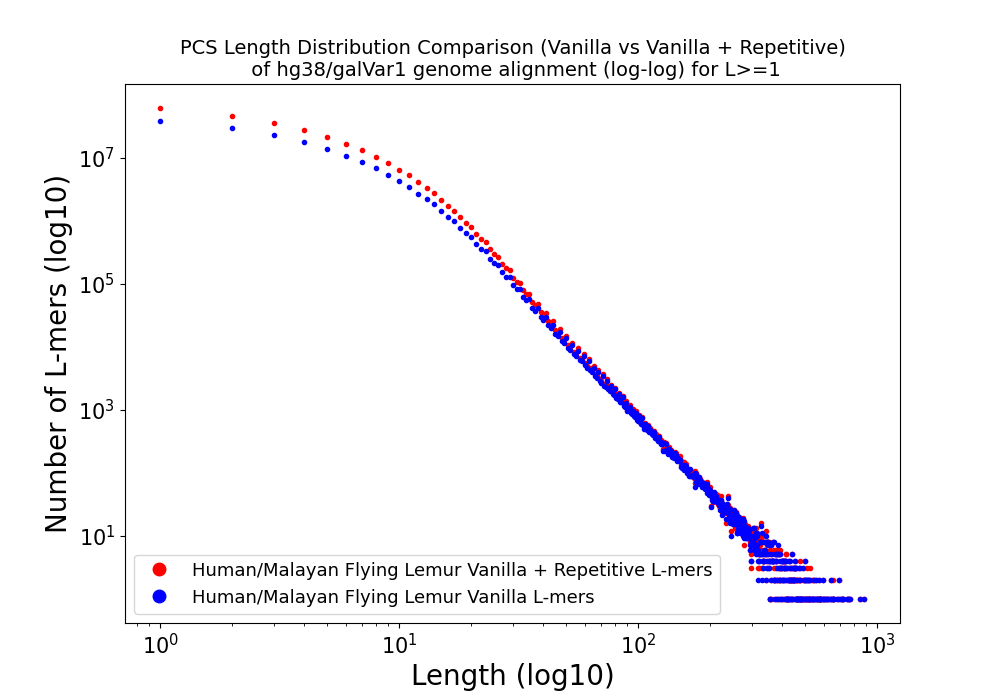 PCS Length Distribution Comparison (Vanilla vs Vanilla + Repetitive)
of hg38/galVar1 genome alignment (log-log) for L>=1
Number of L-mers (log10)
10^7
10^5
10^3
10^1
Human/Malayan Flying Lemur Vanilla + Repetitive L-mers
Human/Malayan Flying Lemur Vanilla L-mers
10^0 10^1 10^2 10^3
Length (log10)